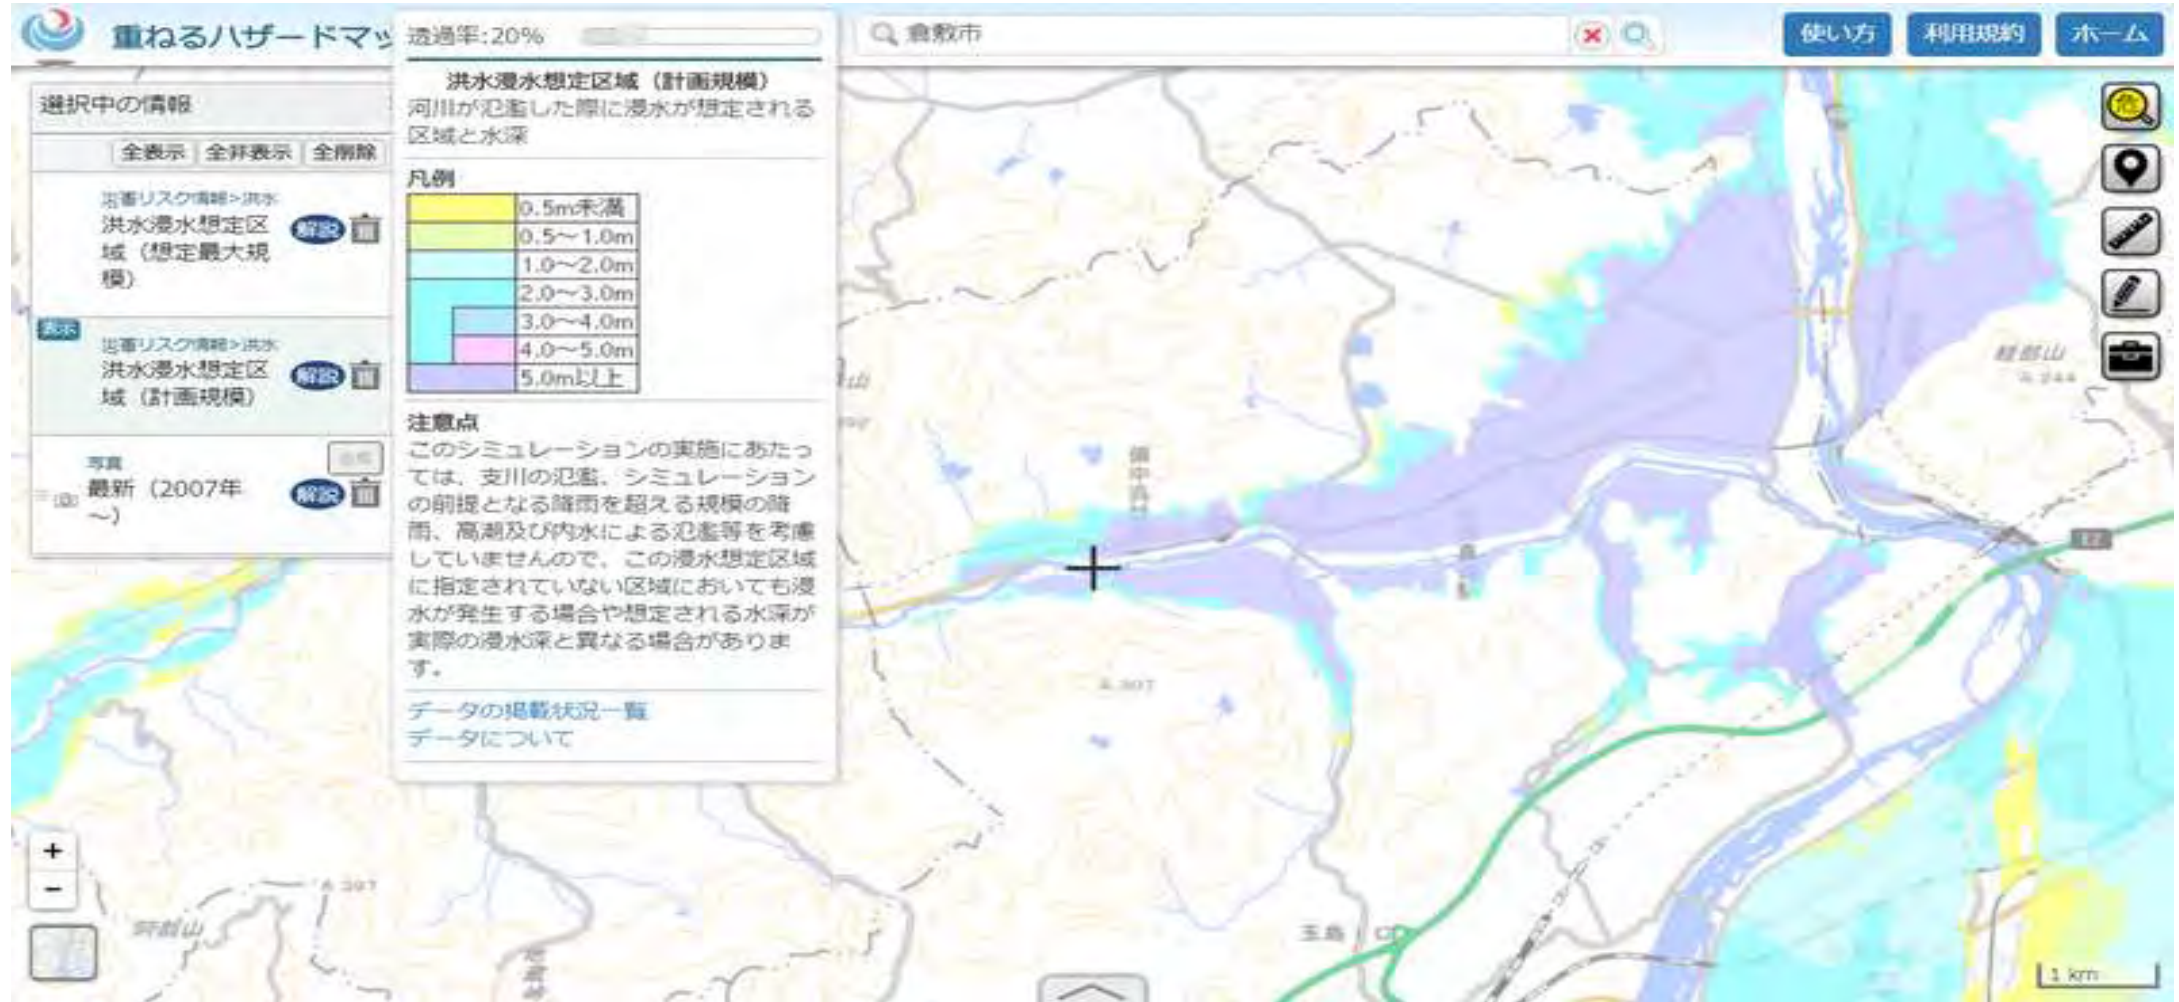 重ねるハザードマッ
透過率:20%
倉敷市
使い方
利用規約
ホーム
選択中の情報
全表示
全非表示
全削除
災害リスク情報>洪水
洪水浸水想定区
域（想定最大規
模）
解説
表示
災害リスク情報>洪水
洪水浸水想定区
域（計画規模）
解説
写真
最新（2007年
～）
解説
洪水浸水想定区域（計画規模）
河川が氾濫した際に浸水が想定される
区域と水深
凡例
0.5m未満
0.5～1.0m
1.0～2.0m
2.0～3.0m
3.0～4.0m
4.0～5.0m
5.0m以上
注意点
このシミュレーションの実施にあたっ
ては、支川の氾濫、シミュレーション
の前提となる降雨を超える規模の降
雨、高潮及び内水による氾濫等を考慮
していませんので、この浸水想定区域
に指定されていない区域においても浸
水が発生する場合や想定される水深が
実際の浸水深と異なる場合がありま
す。
データの掲載状況一覧
データについて
危
軽部山
244
307
397
玉島
+
−
1 km